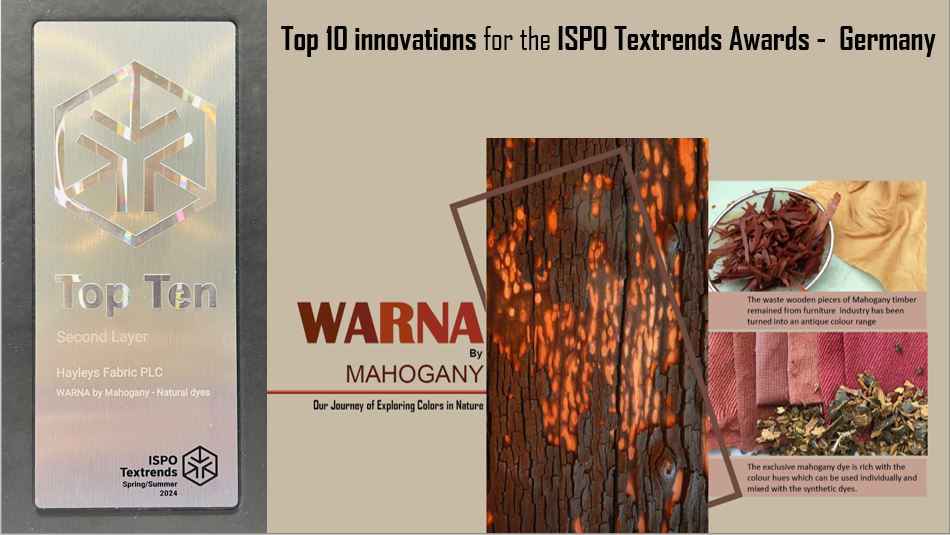 Top 10 innovations for the ISPO Textrends Awards - Germany
Top Ten
Second Layer
Hayleys Fabric PLC
WARNA by Mahogany - Natural dyes
ISPO
Textrends
Spring/Summer
2024
WARNA
By
MAHOGANY
Our Journey of Exploring Colors in Nature
The waste wooden pieces of Mahogany timber
remained from furniture industry has been
turned into an antique colour range
The exclusive mahogany dye is rich with the
colour hues which can be used individually and
mixed with the synthetic dyes.